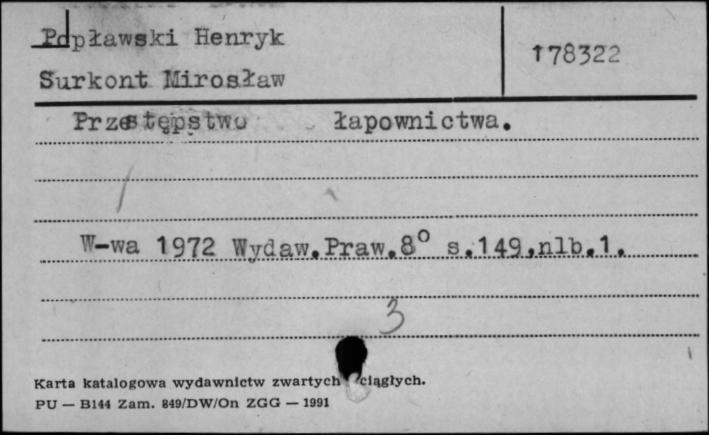 Popławski Henryk
178322
Surkont Mirosław
Przestępstwo łapownictwa.
W-wa 1972 Wydaw.Praw.8° s.149,nlb.1.
3
Karta katalogowa wydawnictw zwartych ciągłych.
PU — B144 Zam. 849/DW/On ZGG — 1991